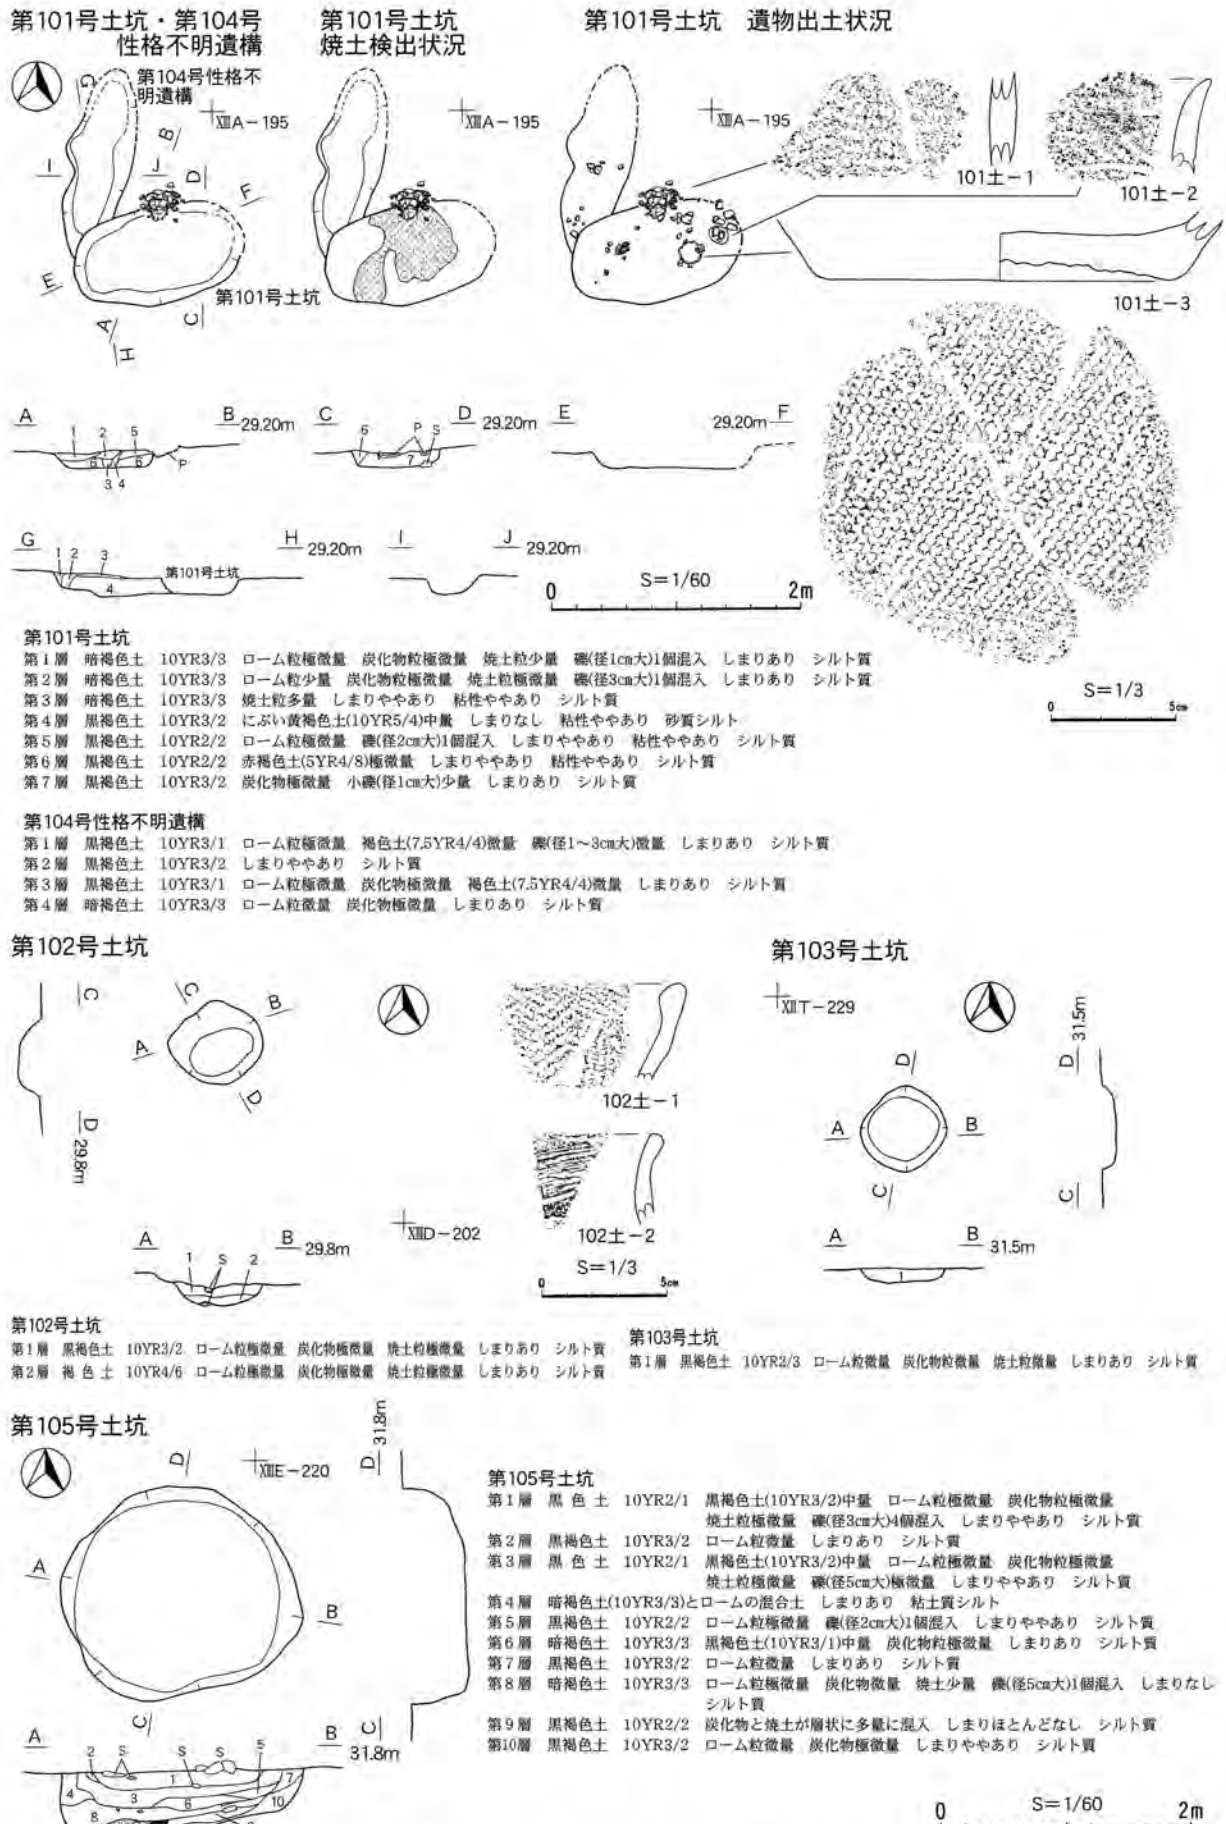 第101号土坑・第104号
性格不明遺構
第101号土坑
焼土検出状況
第101号土坑 遺物出土状況
第104号性格不
明遺構
G
XIIIA-195
B
I
J
D
F
E
第101号土坑
A
C
H
XIIIA-195
XIIIA-195
101土-1
101土-2
101土-3
A
B 29.20m
1 2 5
6 6 P
3 4
C
D 29.20m
6 P S
7
E
29.20m F
G
H 29.20m
1 2 3
第101号土坑
4
I
J 29.20m
S=1/60
0 2m
S=1/3
0 5cm
第101号土坑
第1層 暗褐色土 10YR3/3 ローム粒極微量 炭化物粒極微量 焼土粒少量 礫(径1cm大)1個混入 しまりあり シルト質
第2層 暗褐色土 10YR3/3 ローム粒少量 炭化物粒極微量 焼土粒極微量 礫(径3cm大)1個混入 しまりあり シルト質
第3層 暗褐色土 10YR3/3 焼土粒多量 しまりややあり 粘性ややあり シルト質
第4層 黒褐色土 10YR3/2 にぶい黄褐色土(10YR5/4)中量 しまりなし 粘性ややあり 砂質シルト
第5層 黒褐色土 10YR2/2 ローム粒極微量 礫(径2cm大)1個混入 しまりややあり 粘性ややあり シルト質
第6層 黒褐色土 10YR2/2 赤褐色土(5YR4/8)極微量 しまりややあり 粘性ややあり シルト質
第7層 黒褐色土 10YR3/2 炭化物極微量 小礫(径1cm大)少量 しまりあり シルト質
第104号性格不明遺構
第1層 黒褐色土 10YR3/1 ローム粒極微量 褐色土(7.5YR4/4)微量 礫(径1～3cm大)微量 しまりあり シルト質
第2層 黒褐色土 10YR3/2 しまりややあり シルト質
第3層 黒褐色土 10YR3/1 ローム粒極微量 炭化物極微量 褐色土(7.5YR4/4)微量 しまりあり シルト質
第4層 暗褐色土 10YR3/3 ローム粒微量 炭化物極微量 しまりあり シルト質
第102号土坑
C
D 29.8m
C
B
A
D
102土-1
102土-2
XIIID-202
A
B 29.8m
1 S 2
S=1/3
0 5cm
第103号土坑
XIIT-229
D
A
B
C
D 31.5m
C
A
B 31.5m
1
第102号土坑
第1層 黒褐色土 10YR3/2 ローム粒極微量 炭化物極微量 焼土粒極微量 しまりあり シルト質
第2層 褐色土 10YR4/6 ローム粒極微量 炭化物極微量 焼土粒極微量 しまりあり シルト質
第103号土坑
第1層 黒褐色土 10YR2/3 ローム粒微量 炭化物粒微量 焼土粒微量 しまりあり シルト質
第105号土坑
D
XIIIE-220
A
B
C
D 31.8m
C
A
B 31.8m
2 S S S 5
1
4 3 6 7
8 10
第105号土坑
第1層 黒色土 10YR2/1 黒褐色土(10YR3/2)中量 ローム粒極微量 炭化物粒極微量
焼土粒極微量 礫(径3cm大)4個混入 しまりややあり シルト質
第2層 黒褐色土 10YR3/2 ローム粒微量 しまりあり シルト質
第3層 黒色土 10YR2/1 黒褐色土(10YR3/2)中量 ローム粒極微量 炭化物粒極微量
焼土粒極微量 礫(径5cm大)極微量 しまりややあり シルト質
第4層 暗褐色土(10YR3/3)とロームの混合土 しまりあり 粘土質シルト
第5層 黒褐色土 10YR2/2 ローム粒極微量 礫(径2cm大)1個混入 しまりややあり シルト質
第6層 暗褐色土 10YR3/3 黒褐色土(10YR3/1)中量 炭化物粒極微量 しまりあり シルト質
第7層 黒褐色土 10YR3/2 ローム粒微量 しまりあり シルト質
第8層 暗褐色土 10YR3/3 ローム粒極微量 炭化物微量 焼土少量 礫(径5cm大)1個混入 しまりなし
シルト質
第9層 黒褐色土 10YR2/2 炭化物と焼土が層状に多量に混入 しまりほとんどなし シルト質
第10層 黒褐色土 10YR3/2 ローム粒微量 炭化物極微量 しまりややあり シルト質
S=1/60
0 2m